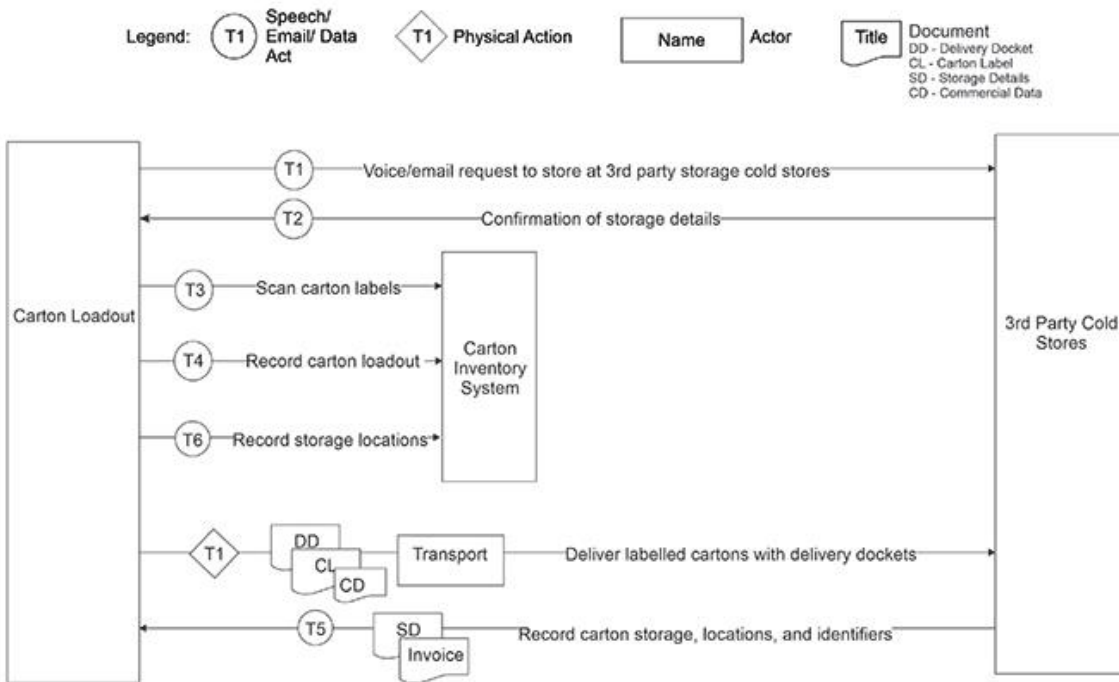 Legend:
T1
Speech/
Email/ Data
Act
T1
Physical Action
Name
Actor
Title
Document
DD - Delivery Docket
CL - Carton Label
SD - Storage Details
CD - Commercial Data
T1
Voice/email request to store at 3rd party storage cold stores
T2
Confirmation of storage details
T3
Scan carton labels
Carton Loadout
3rd Party Cold
Stores
Carton
Inventory
System
T4
Record carton loadout
T6
Record storage locations
T1
DD
CL
CD
Transport
Deliver labelled cartons with delivery dockets
T5
SD
Invoice
Record carton storage, locations, and identifiers